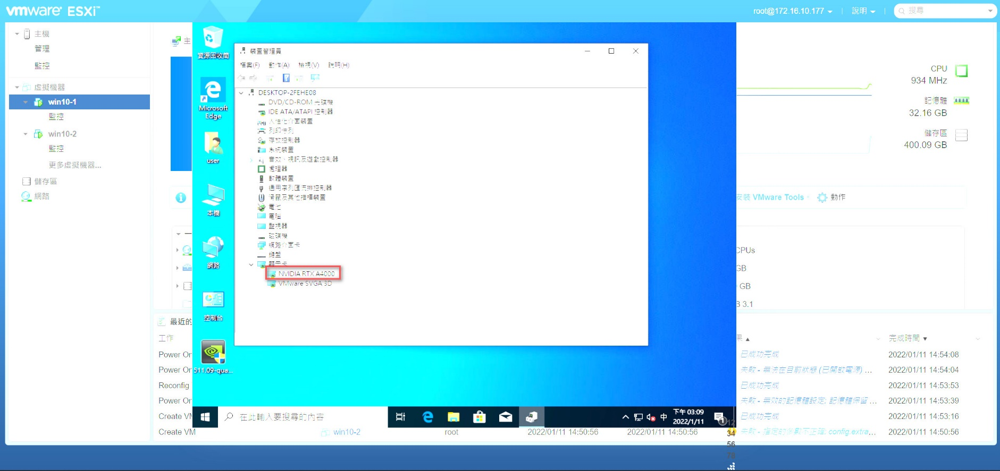 vmware ESXi™
root@172.16.10.177
說明
搜尋
主機
管理
監控
虛擬機器
win10-1
監控
win10-2
監控
更多虛擬機器...
儲存區
網路
主
CPU
934 MHz
記憶體
32.16 GB
儲存區
400.09 GB
安裝 VMware Tools。
動作
CPUs
GB
GB
B 3.1
資源回收筒
Microsoft Edge
user
本機
網路
控制台
511.09-qua...
裝置管理員
檔案(F) 動作(A) 檢視(V) 說明(H)
DESKTOP-2FEHE08
DVD/CD-ROM 光碟機
IDE ATA/ATAPI 控制器
人性化介面裝置
列印佇列
存放控制器
系統裝置
音效、視訊及遊戲控制器
處理器
軟體裝置
通用序列匯流排控制器
滑鼠及其他指標裝置
電池
電腦
監視器
磁碟機
網路介面卡
鍵盤
顯示卡
NVIDIA RTX A4000
VMware SVGA 3D
在此輸入要搜尋的內容
中
下午 03:09
2022/1/11
1
最近的
工作
果
完成時間
Power Or
已成功完成
2022/01/11 14:54:08
Power Or
失敗 - 無法在目前狀態 (已開啟電源) ...
2022/01/11 14:54:04
Reconfig
已成功完成
2022/01/11 14:53:53
Power Or
失敗 - 無效的記憶體設定: 記憶體保留 ...
2022/01/11 14:53:39
Create VM
已成功完成
2022/01/11 14:53:16
Create VM
win10-2
root
2022/01/11 14:50:56
2022/01/11 14:50:56
失敗 - 指定的參數不正確: config.extra...
2022/01/11 14:50:56
12
34
56
78